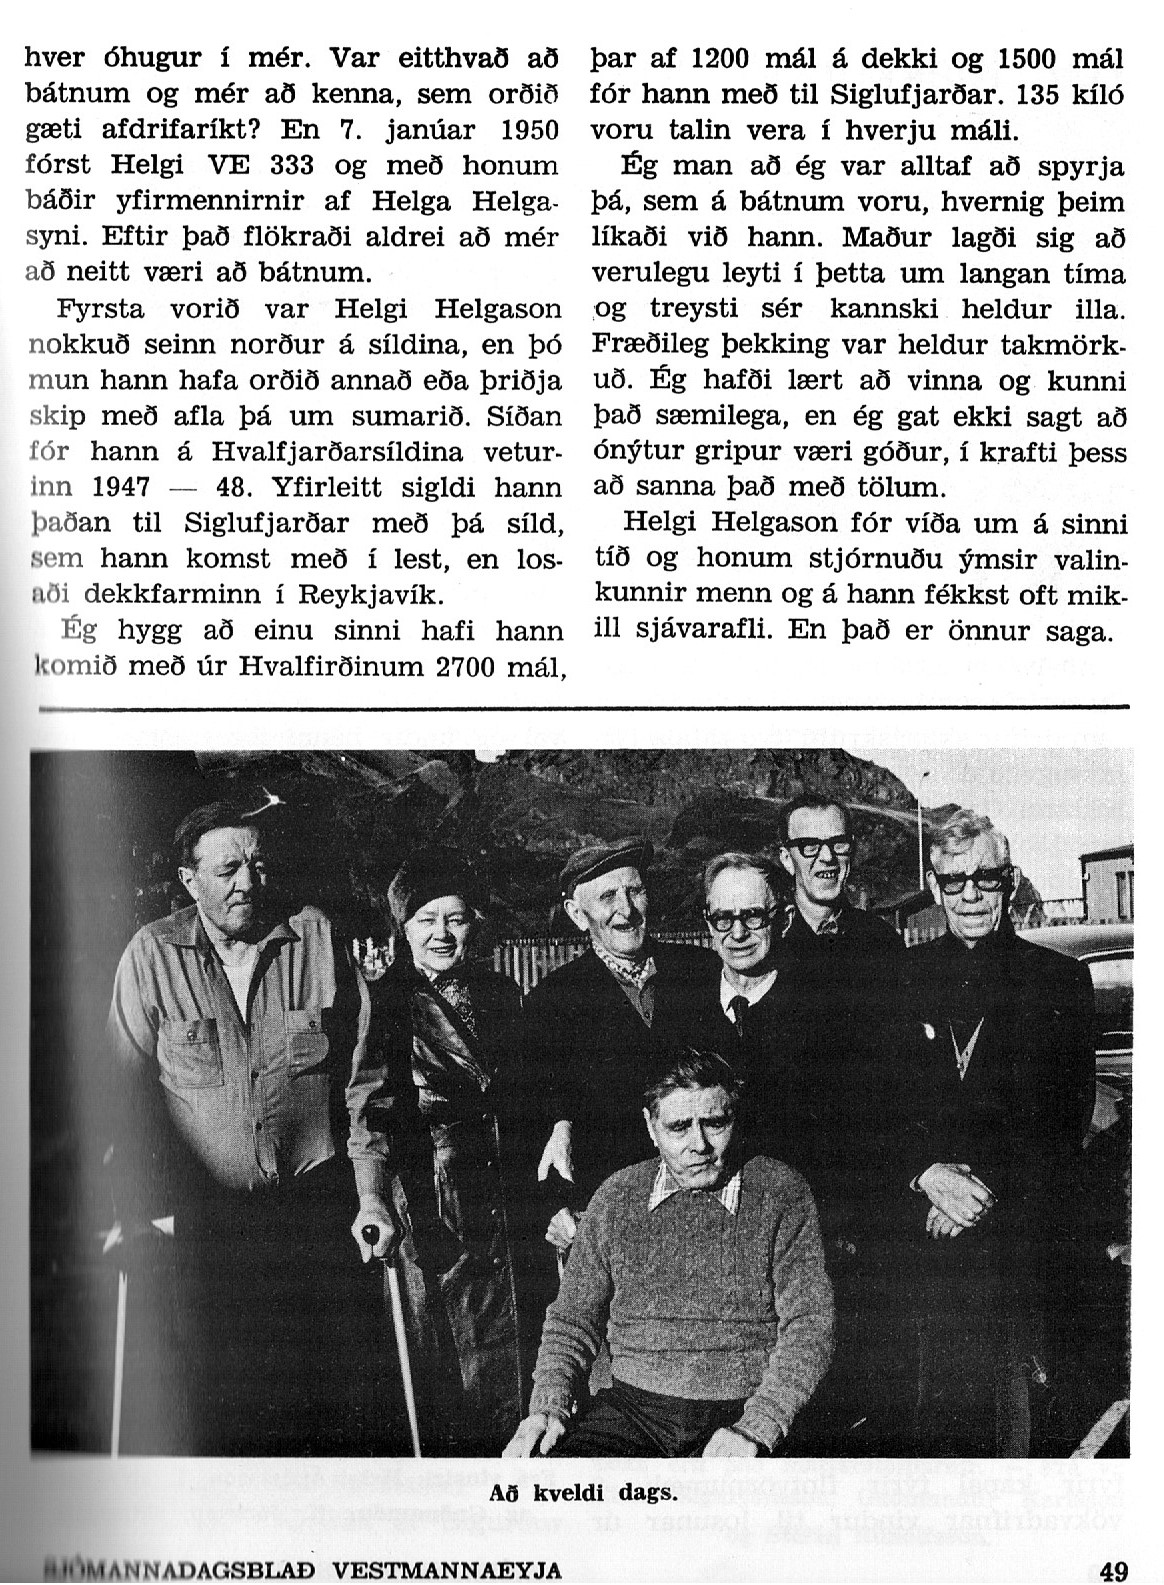 hver óhugur í mér. Var eitthvað að
bátnum og mér að kenna, sem orðið
gæti afdrifaríkt? En 7. janúar 1950
fórst Helgi VE 333 og með honum
báðir yfirmennirnir af Helga Helga-
syni. Eftir það flökraði aldrei að mér
að neitt væri að bátnum.
Fyrsta vorið var Helgi Helgason
nokkuð seinn norður á síldina, en þó
mun hann hafa orðið annað eða þriðja
skip með afla þá um sumarið. Síðan
fór hann á Hvalfjarðarsíldina vetur-
inn 1947 — 48. Yfirleitt sigldi hann
þaðan til Siglufjarðar með þá síld,
sem hann komst með í lest, en los-
aði dekkfarminn í Reykjavík.
Ég hygg að einu sinni hafi hann
komið með úr Hvalfirðinum 2700 mál,
þar af 1200 mál á dekki og 1500 mál
fór hann með til Siglufjarðar. 135 kíló
voru talin vera í hverju máli.
Ég man að ég var alltaf að spyrja
þá, sem á bátnum voru, hvernig þeim
líkaði við hann. Maður lagði sig að
verulegu leyti í þetta um langan tíma
og treysti sér kannski heldur illa.
Fræðileg þekking var heldur takmörk-
uð. Ég hafði lært að vinna og kunni
það sæmilega, en ég gat ekki sagt að
ónýtur gripur væri góður, í krafti þess
að sanna það með tölum.
Helgi Helgason fór víða um á sinni
tíð og honum stjórnuðu ýmsir valin-
kunnir menn og á hann fékkst oft mik-
ill sjávarafli. En það er önnur saga.
Að kveldi dags.
SJÓMANNADAGSBLAÐ VESTMANNAEYJA
49